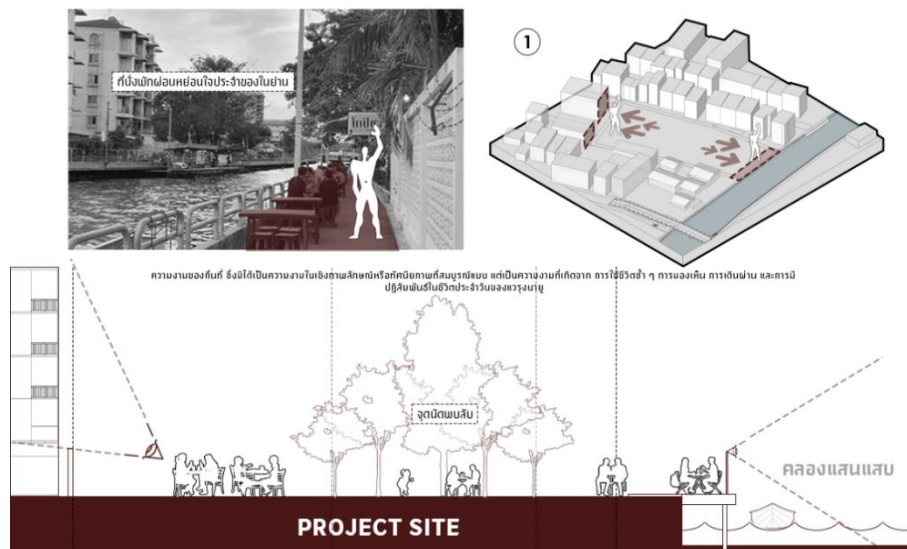 ที่นั่งพักผ่อนหย่อนใจประจำของในย่าน
1
ความงามของถิ่นที่ ซึ่งมิได้เป็นความงามในเชิงภาพลักษณ์หรือทัศนียภาพที่สมบูรณ์แบบ แต่เป็นความงามที่เกิดจาก การใช้ชีวิตซ้ำ ๆ การมองเห็น การเดินผ่าน และการมี
ปฏิสัมพันธ์ในชีวิตประจำวันของแวรุงนายู
จุดนัดพบลับ
คลองแสนแสบ
PROJECT SITE